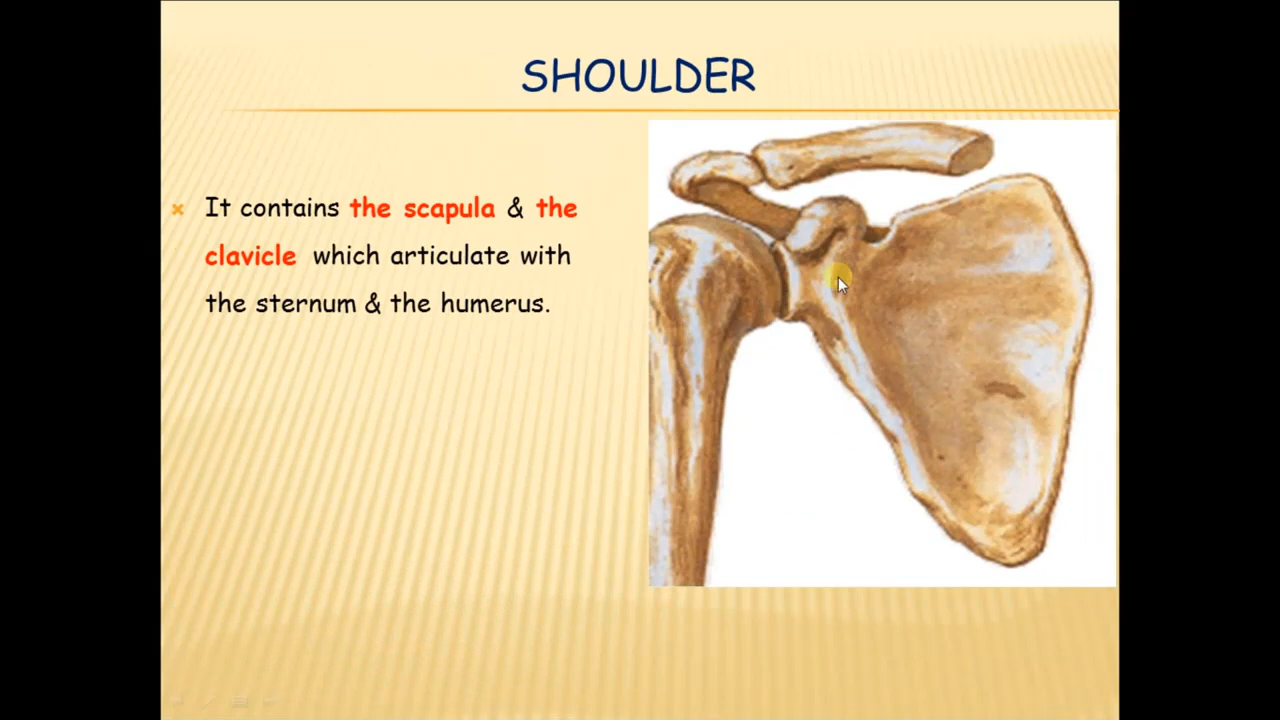 SHOULDER
It contains the scapula & the
clavicle which articulate with
the sternum & the humerus.